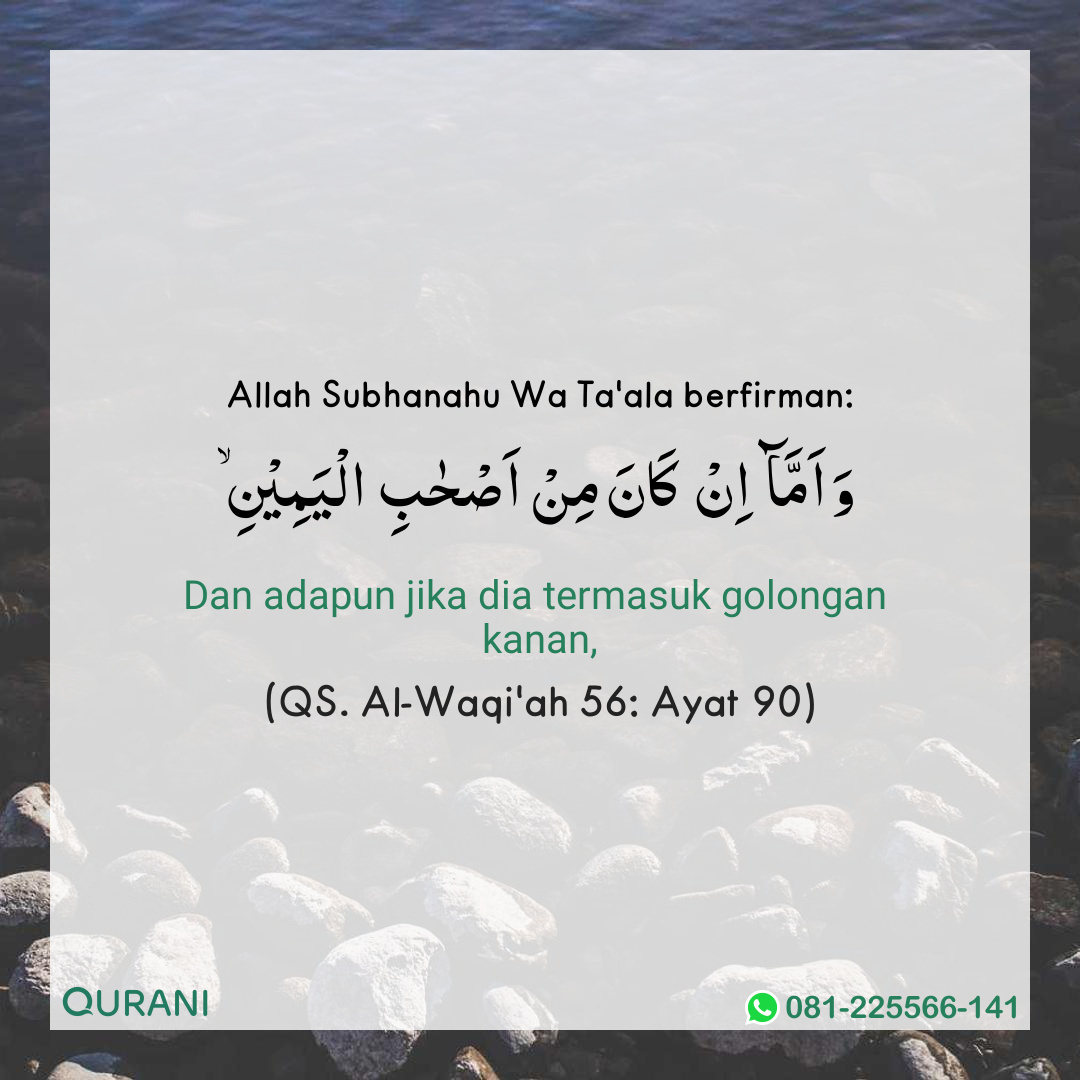 Allah Subhanahu Wa Ta'ala berfirman:
وَاَمَّآ اِنْ كَانَ مِنْ اَصْحٰبِ الْيَمِيْنِۙ
Dan adapun jika dia termasuk golongan
kanan,
(QS. Al-Waqi'ah 56: Ayat 90)
QURANI
081-225566-141